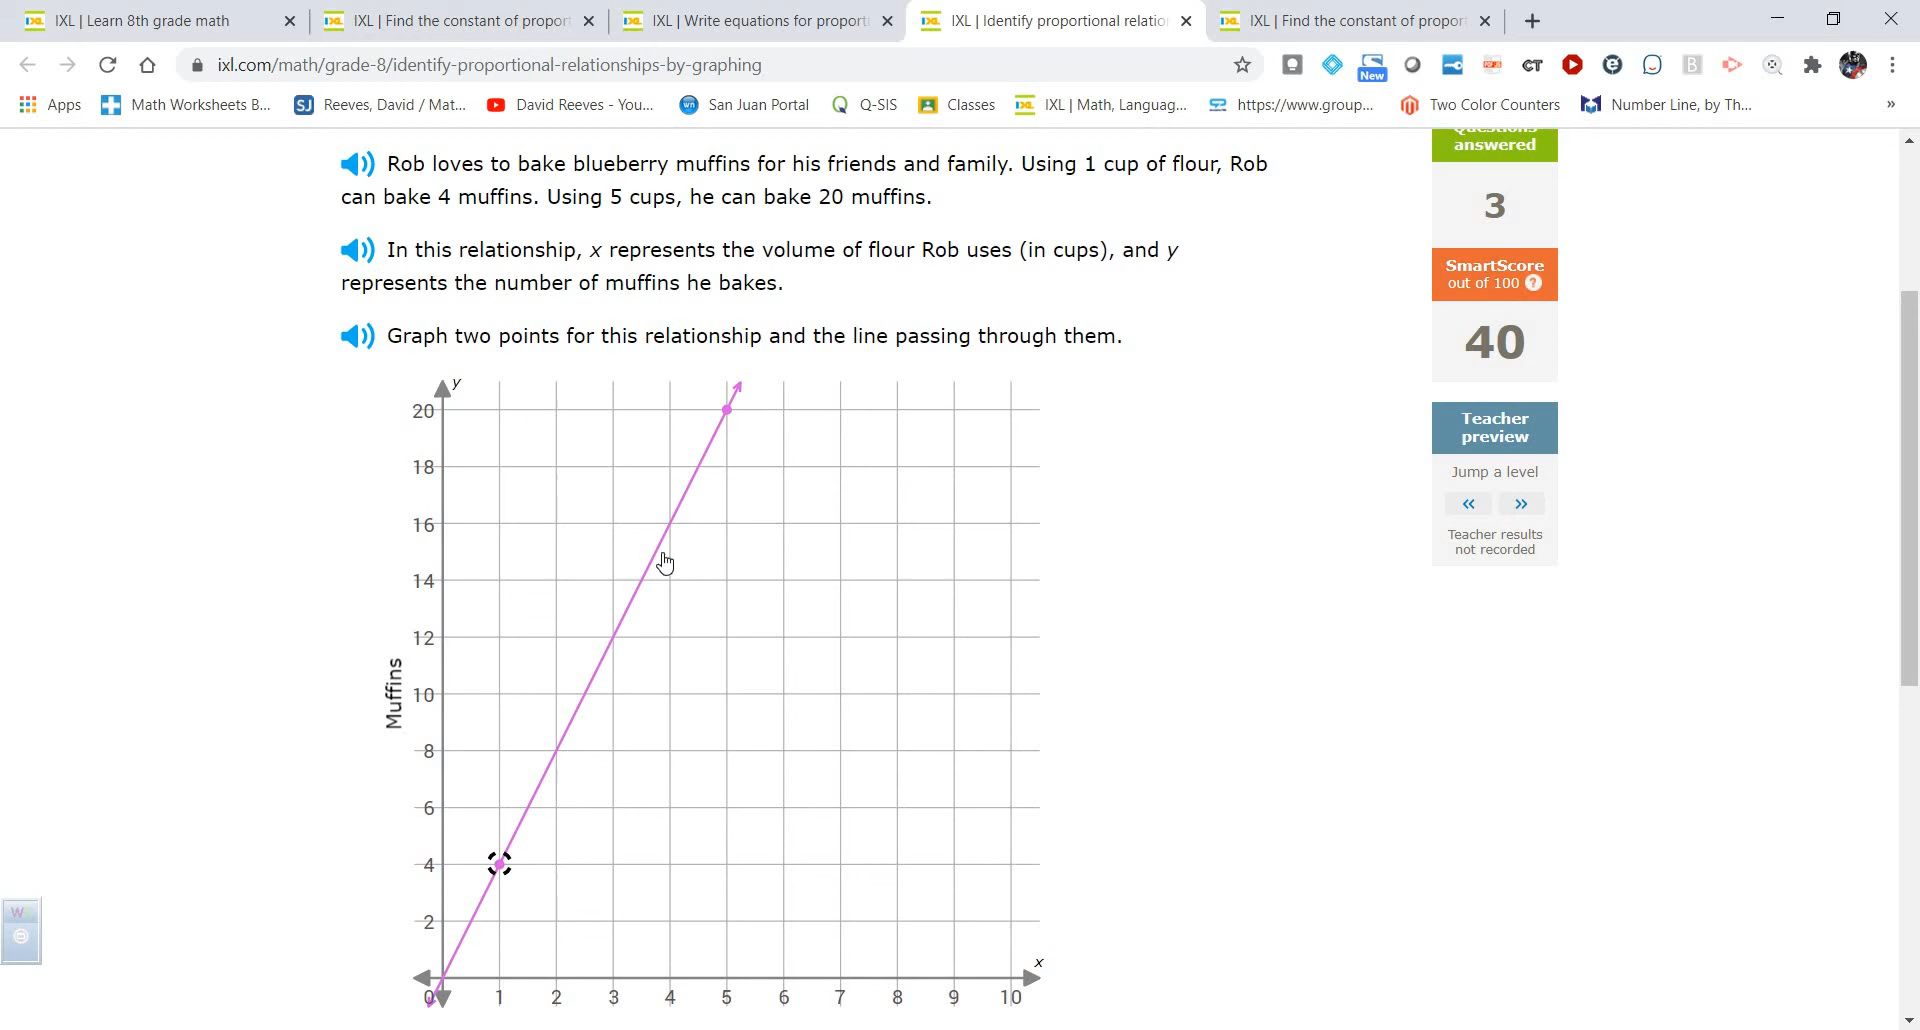 IXL | Learn 8th grade math
IXL | Find the constant of propor
IXL | Write equations for proport
IXL | Identify proportional relatio
IXL | Find the constant of propor
ixl.com/math/grade-8/identify-proportional-relationships-by-graphing
New
Apps
Math Worksheets B...
Reeves, David / Mat...
David Reeves - You...
San Juan Portal
Q-SIS
Classes
IXL | Math, Languag...
https://www.group...
Two Color Counters
Number Line, by Th...
»
Rob loves to bake blueberry muffins for his friends and family. Using 1 cup of flour, Rob
can bake 4 muffins. Using 5 cups, he can bake 20 muffins.
In this relationship, x represents the volume of flour Rob uses (in cups), and y
represents the number of muffins he bakes.
Graph two points for this relationship and the line passing through them.
y
20
18
16
14
12
10
8
6
4
2
Muffins
x
0 1 2 3 4 5 6 7 8 9 10
Questions
answered
3
SmartScore
out of 100 ?
40
Teacher
preview
Jump a level
« »
Teacher results
not recorded
W